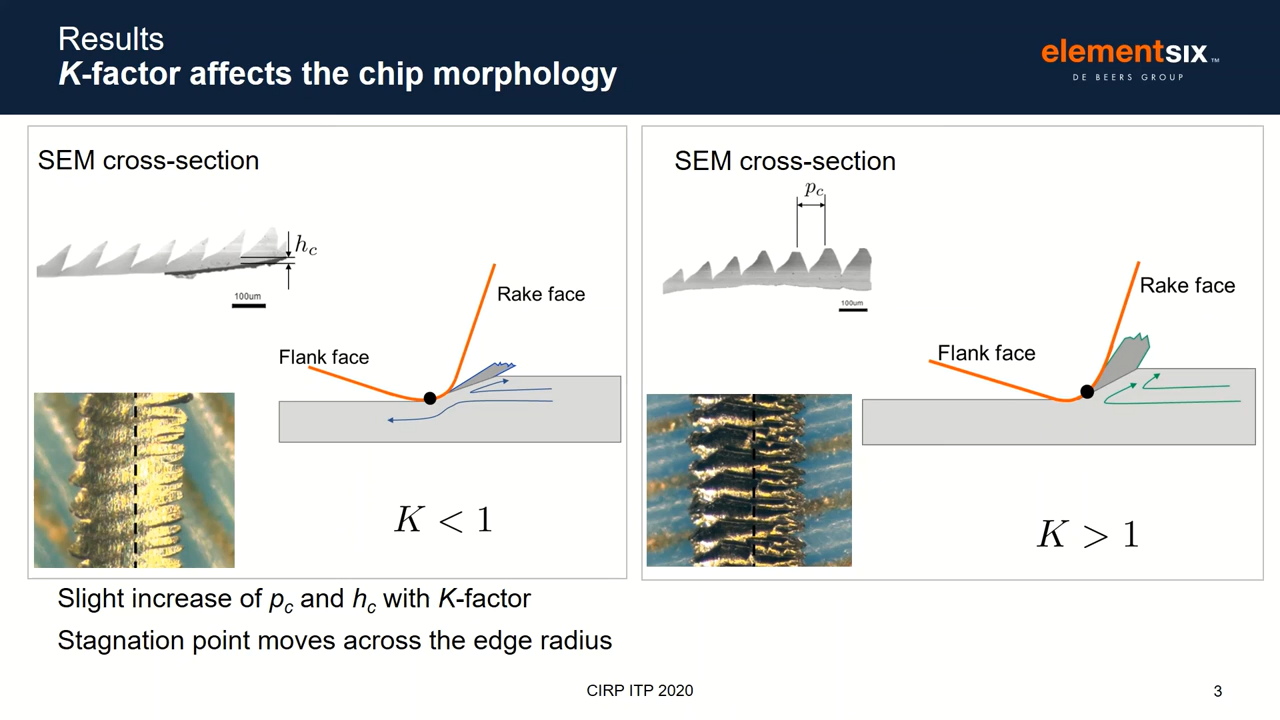 Results
K-factor affects the chip morphology
elementsix™
DE BEERS GROUP
SEM cross-section
h_c
100um
Rake face
Flank face
K < 1
SEM cross-section
p_c
100um
Rake face
Flank face
K > 1
Slight increase of p_c and h_c with K-factor
Stagnation point moves across the edge radius
CIRP ITP 2020
3